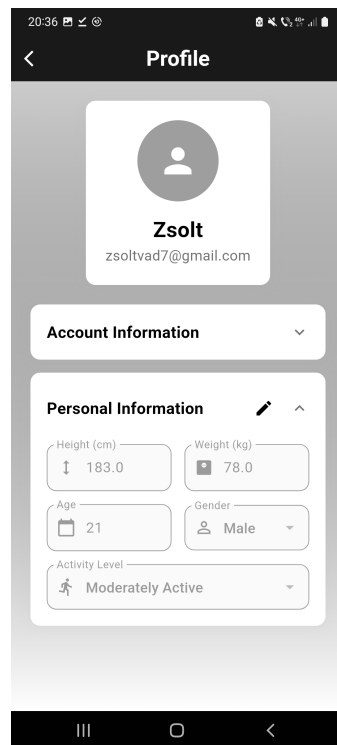 20:36
Profile
Zsolt
zsoltvad7@gmail.com
Account Information
Personal Information
Height (cm) Weight (kg)
183.0 78.0
Age Gender
21 Male
Activity Level
Moderately Active